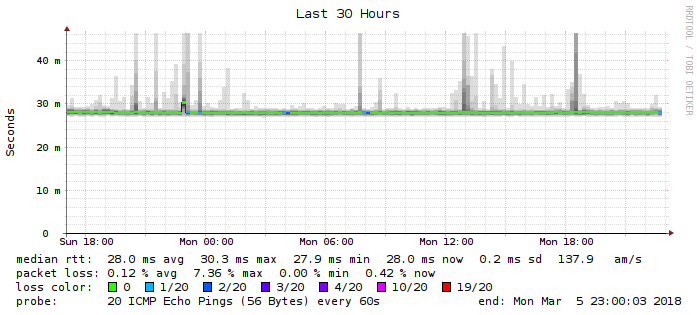 Last 30 Hours
RRDTOOL / TOBI OETIKER
Seconds
40 m
30 m
20 m
10 m
0
Sun 18:00 Mon 00:00 Mon 06:00 Mon 12:00 Mon 18:00
median rtt: 28.0 ms avg 30.3 ms max 27.9 ms min 28.0 ms now 0.2 ms sd 137.9 am/s
packet loss: 0.12 % avg 7.36 % max 0.00 % min 0.42 % now
loss color: 0 1/20 2/20 3/20 4/20 10/20 19/20
probe: 20 ICMP Echo Pings (56 Bytes) every 60s end: Mon Mar 5 23:00:03 2018